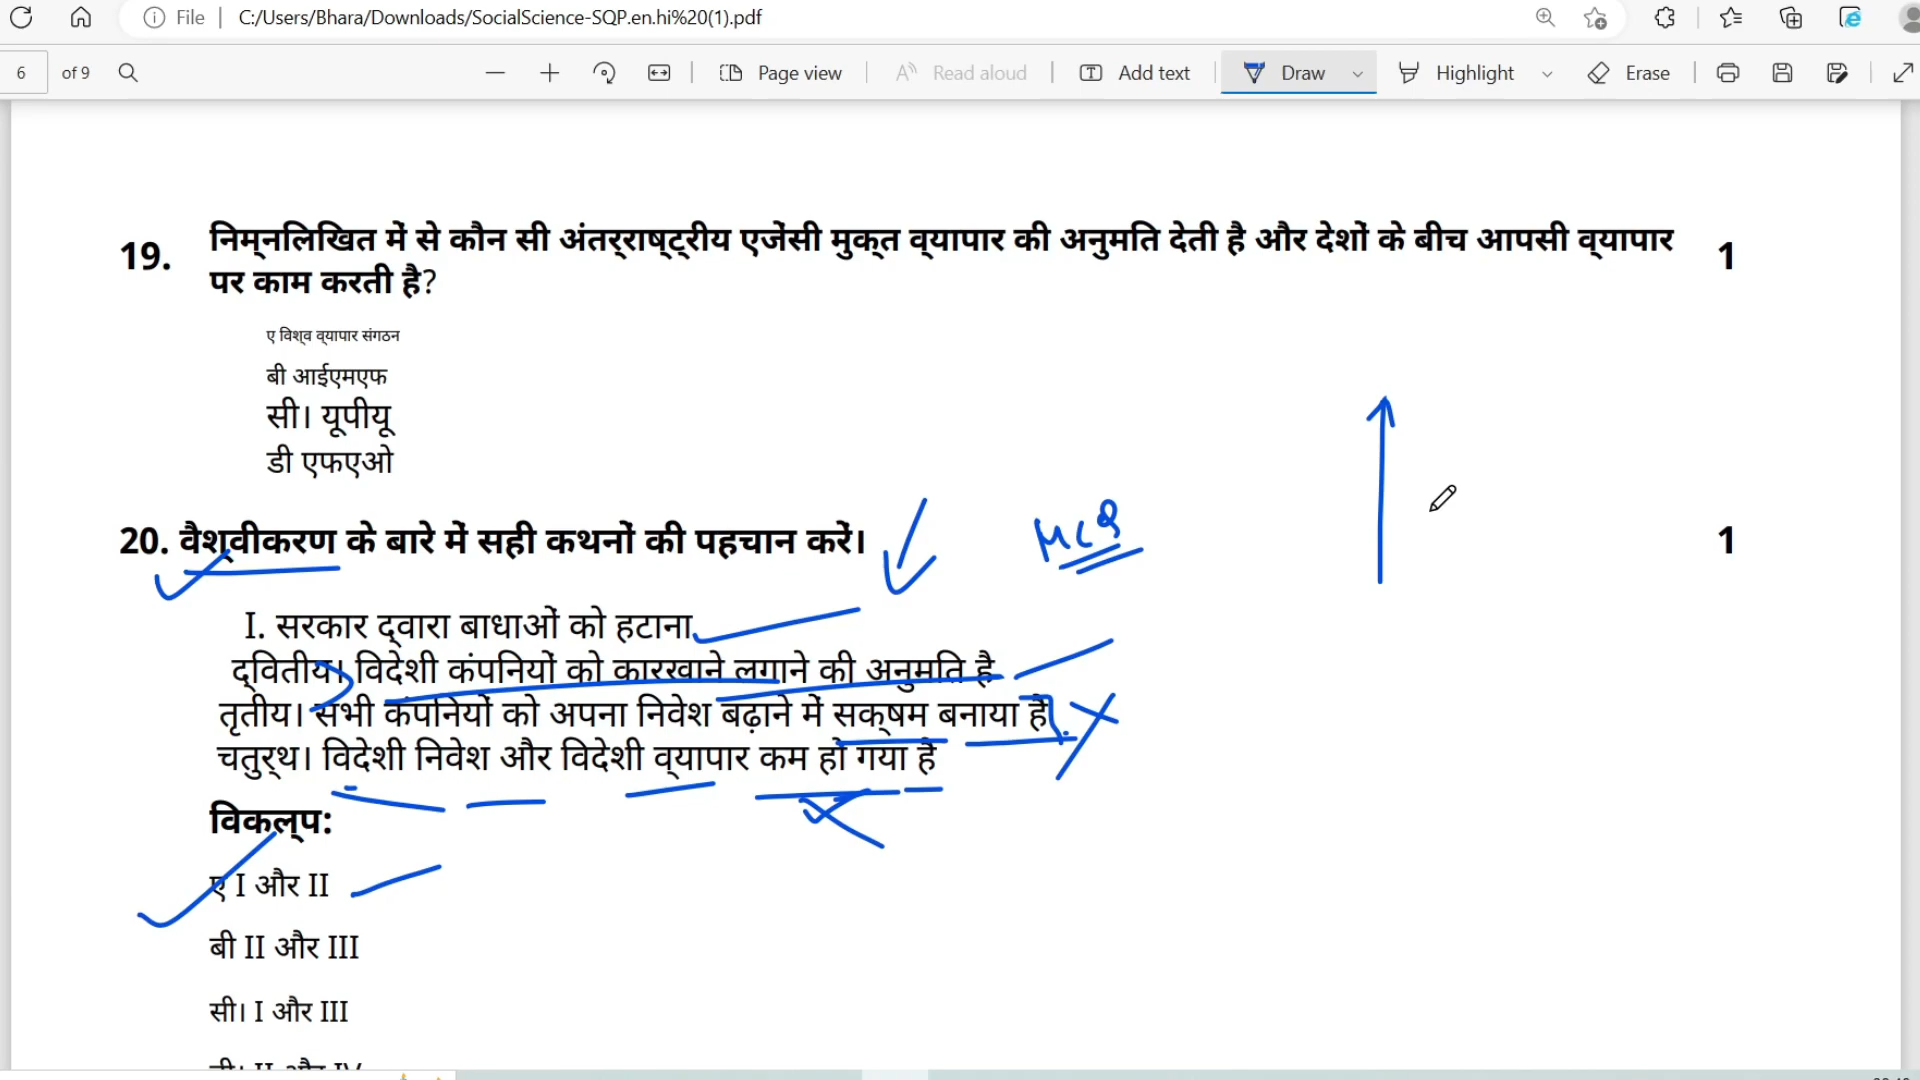 File
C:/Users/Bhara/Downloads/SocialScience-SQP.en.hi%20(1).pdf
6 of 9
Page view
Read aloud
Add text
Draw
Highlight
Erase
19. निम्नलिखित में से कौन सी अंतर्राष्ट्रीय एजेंसी मुक्त व्यापार की अनुमति देती है और देशों के बीच आपसी व्यापार 1
पर काम करती है?
ए विश्व व्यापार संगठन
बी आईएमएफ
सी। यूपीयू
डी एफएओ
20. वैश्वीकरण के बारे में सही कथनों की पहचान करें। MCQ 1
I. सरकार द्वारा बाधाओं को हटाना
द्वितीय। विदेशी कंपनियों को कारखाने लगाने की अनुमति है
तृतीय। सभी कंपनियों को अपना निवेश बढ़ाने में सक्षम बनाया है
चतुर्थ। विदेशी निवेश और विदेशी व्यापार कम हो गया है
विकल्प:
ए I और II
बी II और III
सी। I और III